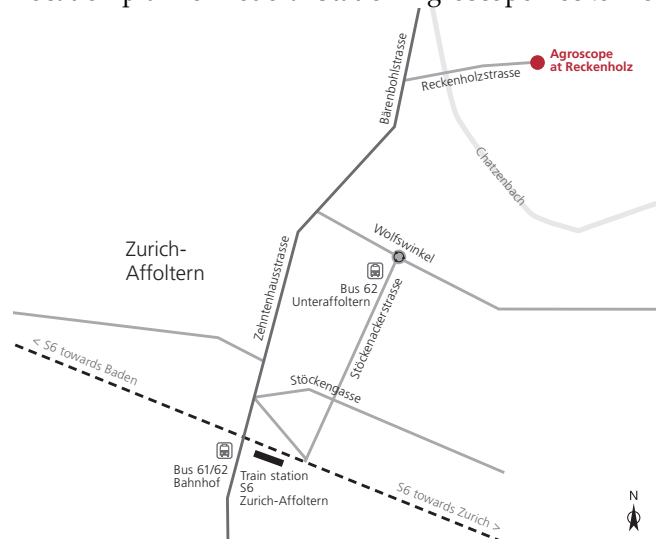 Agroscope
at Reckenholz
Reckenholzstrasse
Bärenbohlstrasse
Chatzenbach
Wolfswinkel
Zurich-
Affoltern
Zehntenhausstrasse
Bus 62
Unteraffoltern
Stöckenackerstrasse
< S6 towards Baden
Stöckengasse
Bus 61/62
Bahnhof
Train station
S6
Zurich-Affoltern
S6 towards Zurich >
N